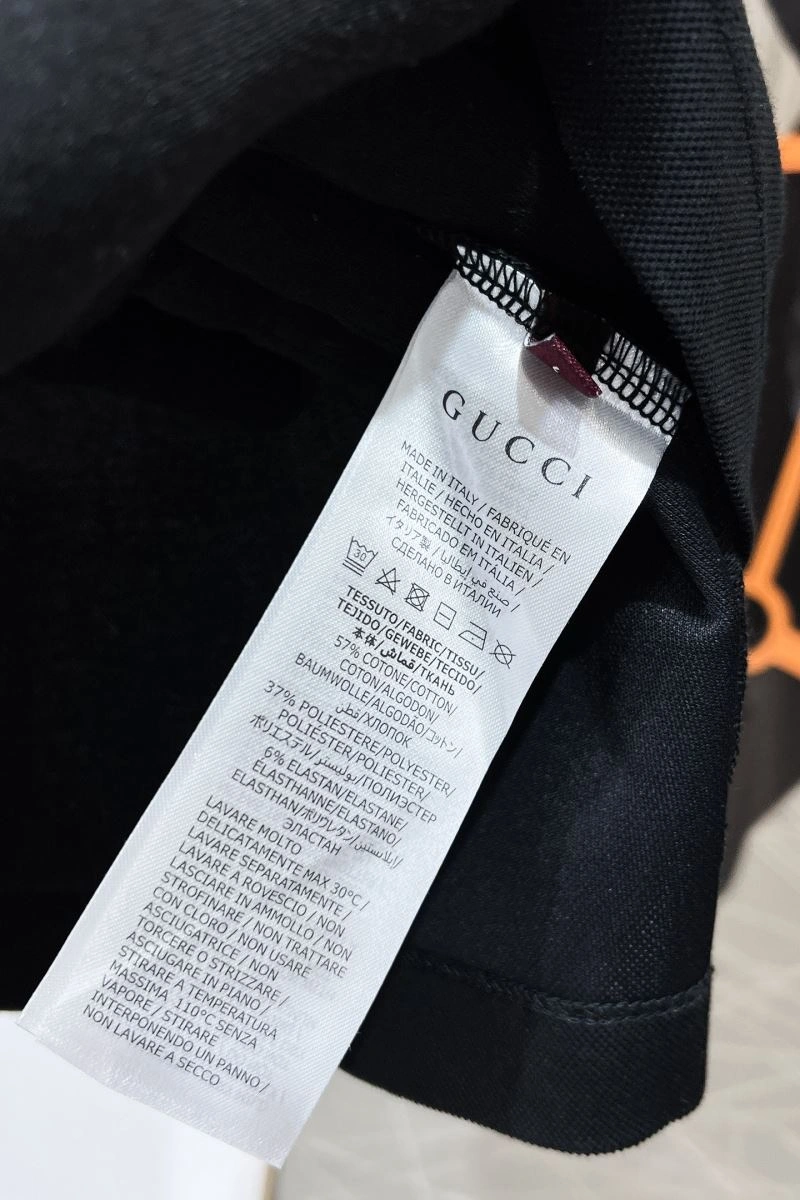 GUCCI
MADE IN ITALY / FABRIQUÉ EN
ITALIE / HECHO EN ITALIA /
HERGESTELLT IN ITALIEN /
FABRICADO EM ITÁLIA /
イタリア製 / صنع في إيطاليا /
СДЕЛАНО В ИТАЛИИ
30
TESSUTO/FABRIC/TISSU/
TEJIDO/GEWEBE/TECIDO/
本体/قماش/ТКАНЬ
57% COTONE/COTTON/
COTON/ALGODON/
BAUMWOLLE/ALGODÃO/コットン/
قطن/ХЛОПОК
37% POLIESTERE/POLYESTER/
POLIÉSTER/POLIESTER/
ポリエステル/بوليستر/ПОЛИЭСТЕР
6% ELASTAN/ELASTANE/
ÉLASTHANNE/ELASTANO/
ELASTHAN/ポリウレタン/إيلاستين/
ЭЛАСТАН
LAVARE MOLTO
DELICATAMENTE MAX 30°C /
LAVARE SEPARATAMENTE /
LAVARE A ROVESCIO / NON
LASCIARE IN AMMOLLO / NON
STROFINARE / NON TRATTARE
CON CLORO / NON USARE
ASCIUGATRICE / NON
TORCERE O STRIZZARE /
ASCIUGARE IN PIANO /
STIRARE A TEMPERATURA
MASSIMA 110°C SENZA
VAPORE / STIRARE
INTERPONENDO UN PANNO /
NON LAVARE A SECCO